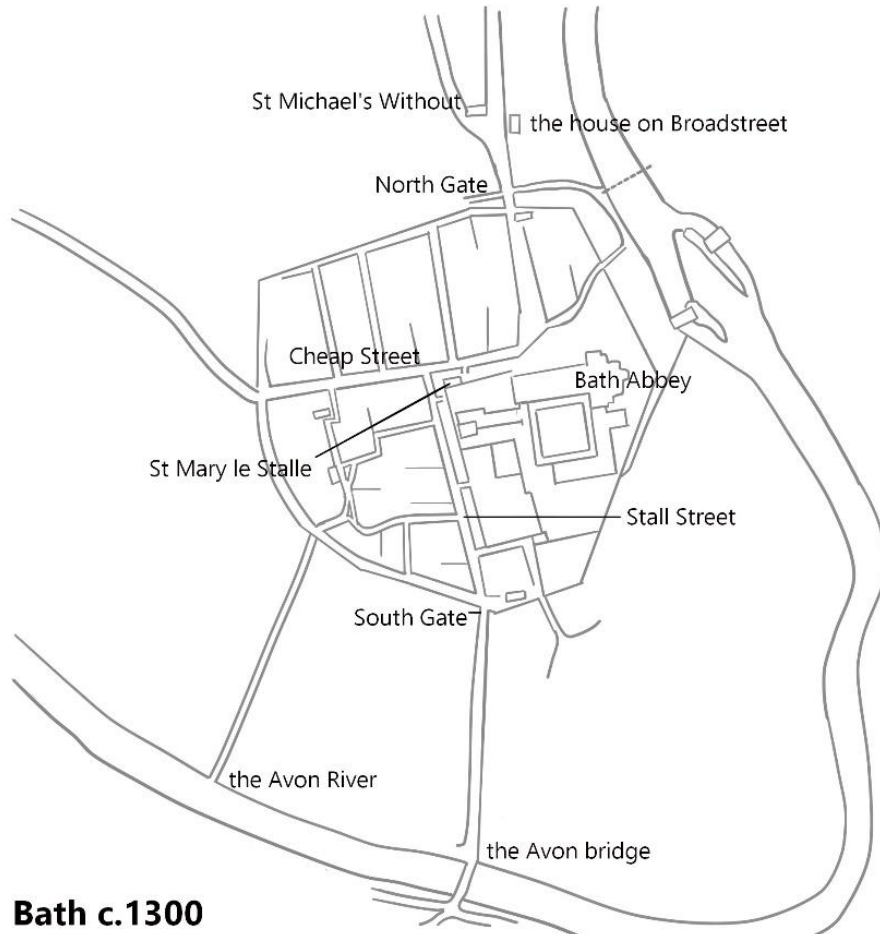 St Michael's Without
the house on Broadstreet
North Gate
Cheap Street
Bath Abbey
St Mary le Stalle
Stall Street
South Gate
the Avon River
the Avon bridge
Bath c.1300